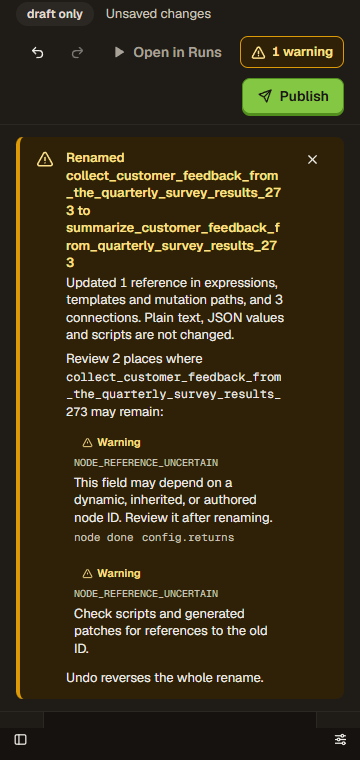 draft only Unsaved changes
Open in Runs 1 warning
Publish
Renamed
collect_customer_feedback_from
_the_quarterly_survey_results_27
3 to
summarize_customer_feedback_f
rom_quarterly_survey_results_27
3
Updated 1 reference in expressions,
templates and mutation paths, and 3
connections. Plain text, JSON values
and scripts are not changed.
Review 2 places where
collect_customer_feedback_from
_the_quarterly_survey_results_
273 may remain:
Warning
NODE_REFERENCE_UNCERTAIN
This field may depend on a
dynamic, inherited, or authored
node ID. Review it after renaming.
node done config.returns
Warning
NODE_REFERENCE_UNCERTAIN
Check scripts and generated
patches for references to the old
ID.
Undo reverses the whole rename.